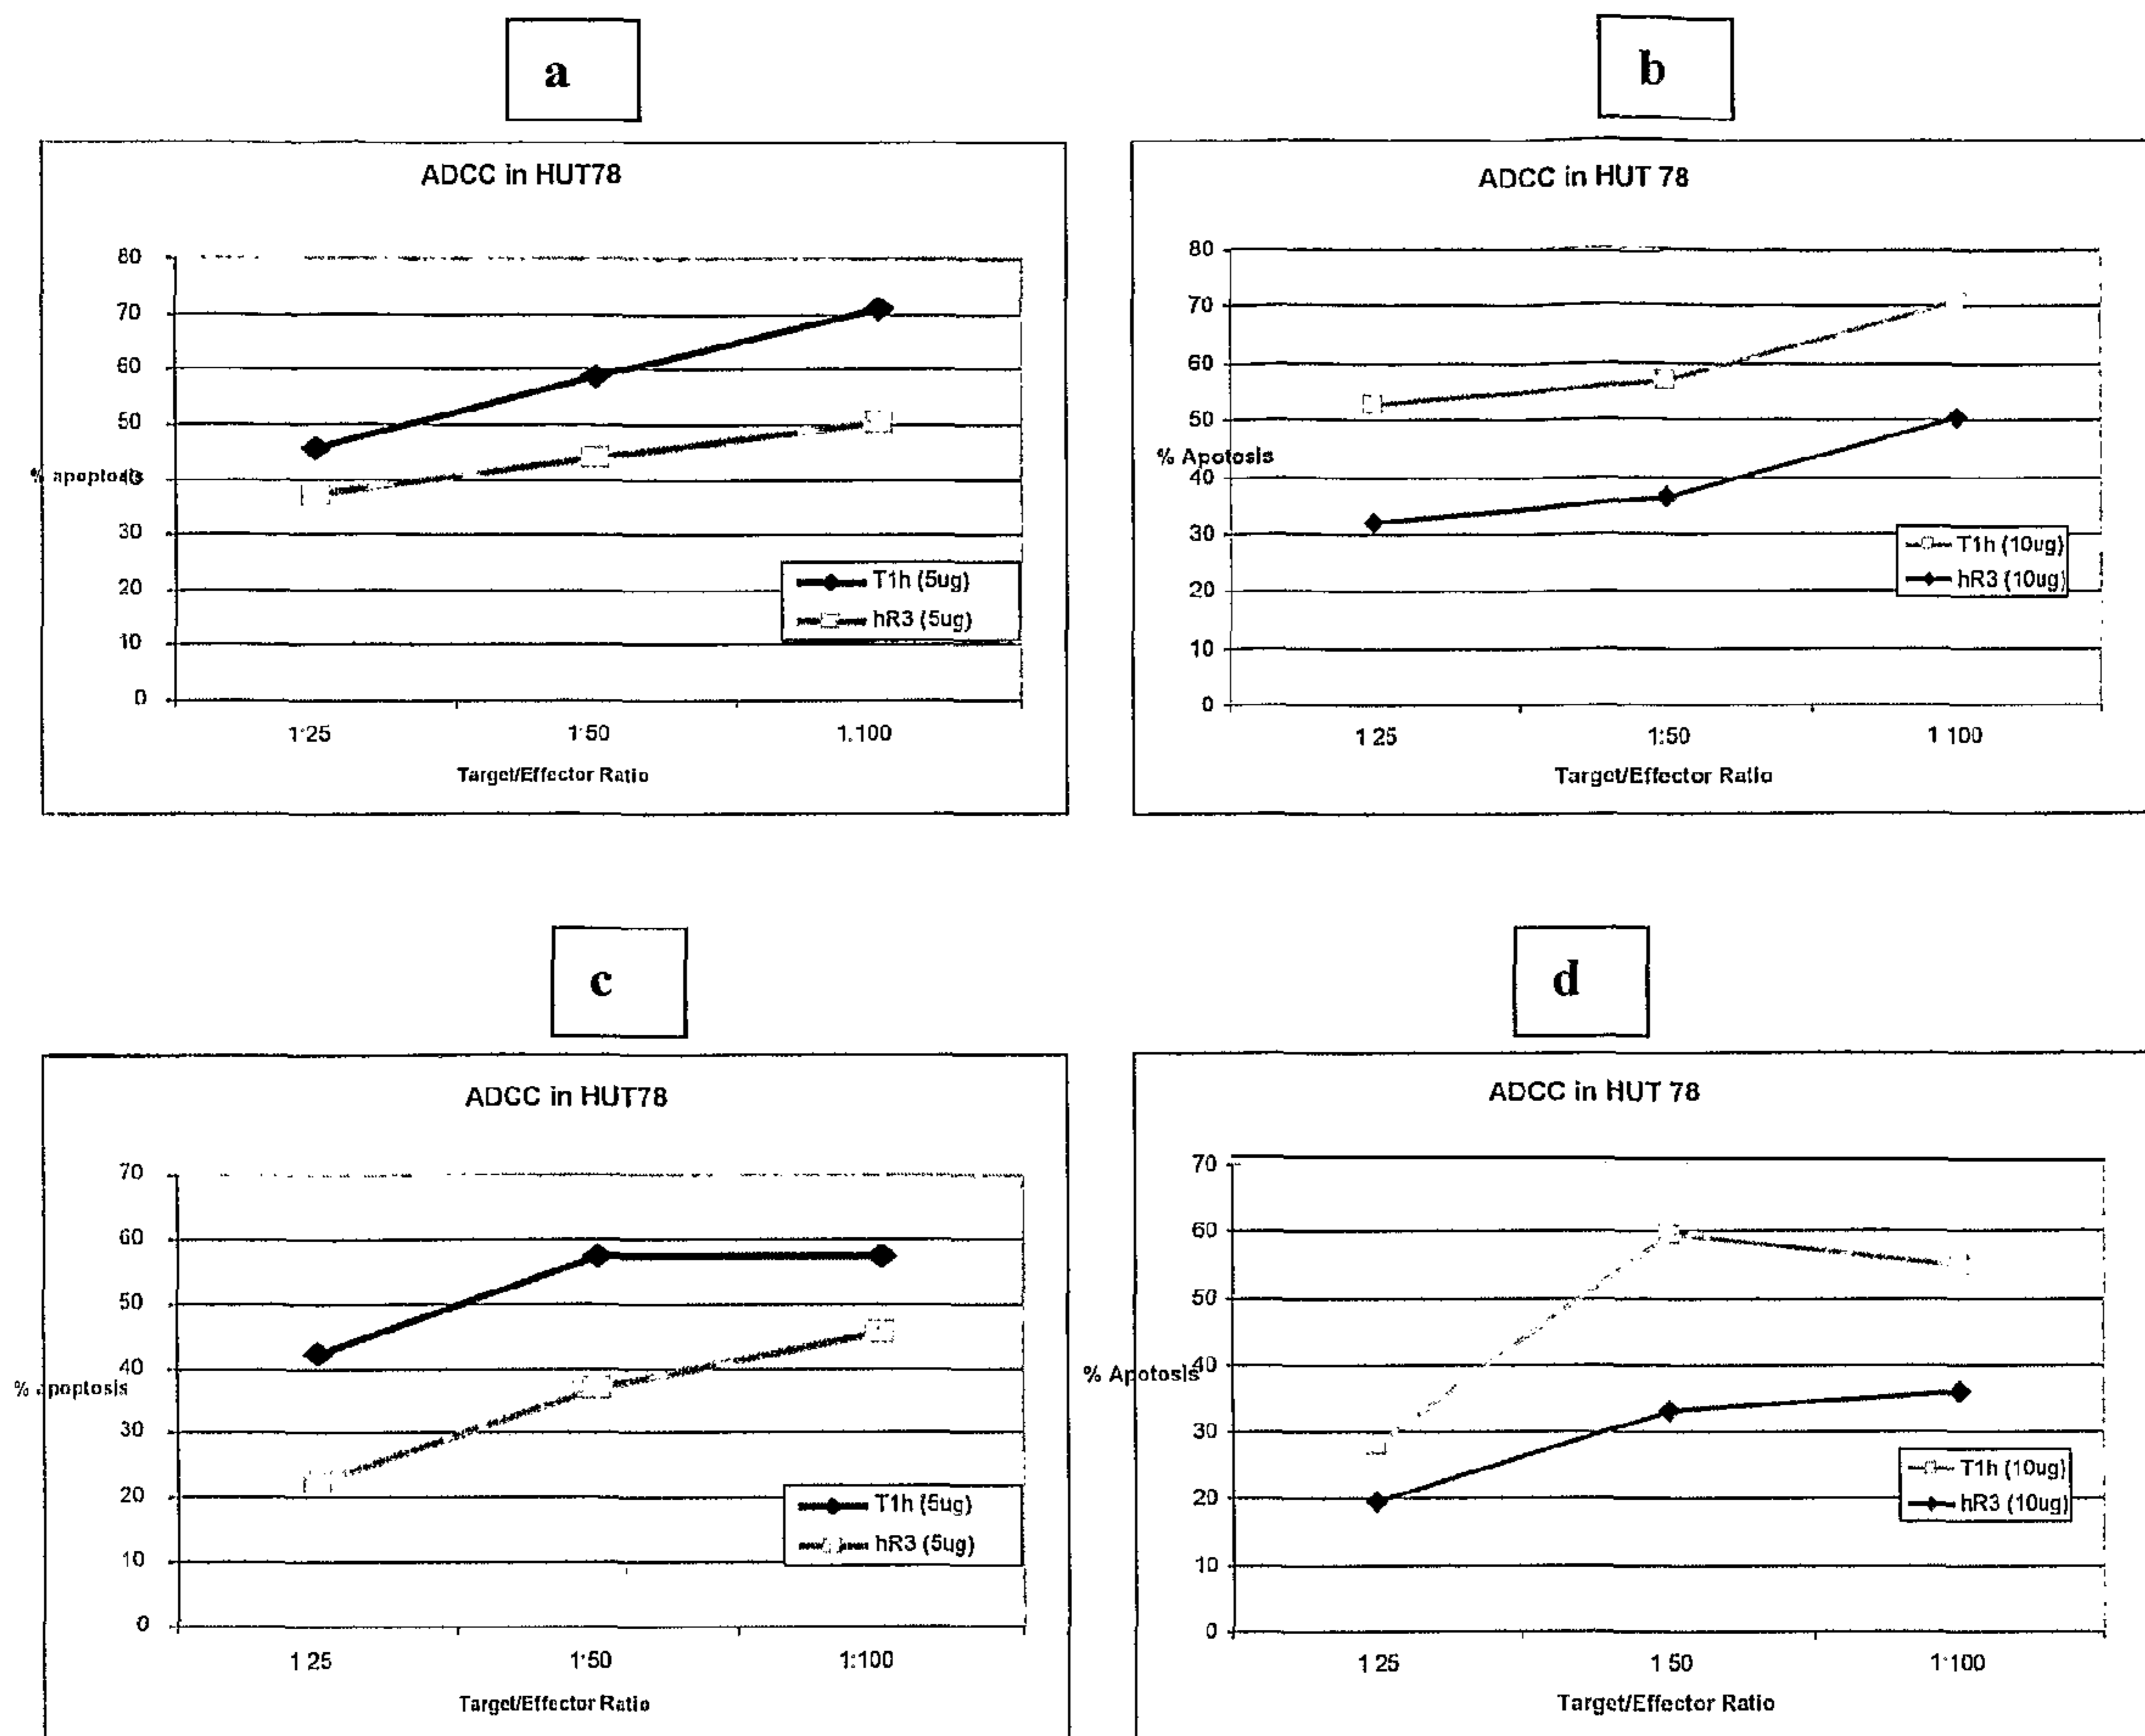 a
ADCC in HUT78
80
70
60
50
% apoptosis
40
30
20
10
0
T1h (5ug)
hR3 (5ug)
1:25 1:50 1:100
Target/Effector Ratio
b
ADCC in HUT 78
80
70
60
50
% Apotosis
40
30
20
10
0
T1h (10ug)
hR3 (10ug)
1 25 1:50 1 100
Target/Effector Ratio
c
ADCC in HUT78
70
60
50
40
% apoptosis
30
20
10
0
T1h (5ug)
hR3 (5ug)
1 25 1:50 1:100
Target/Effector Ratio
d
ADCC in HUT 78
70
60
50
40
% Apotosis
30
20
10
0
T1h (10ug)
hR3 (10ug)
1 25 1 50 1:100
Target/Effector Ratio